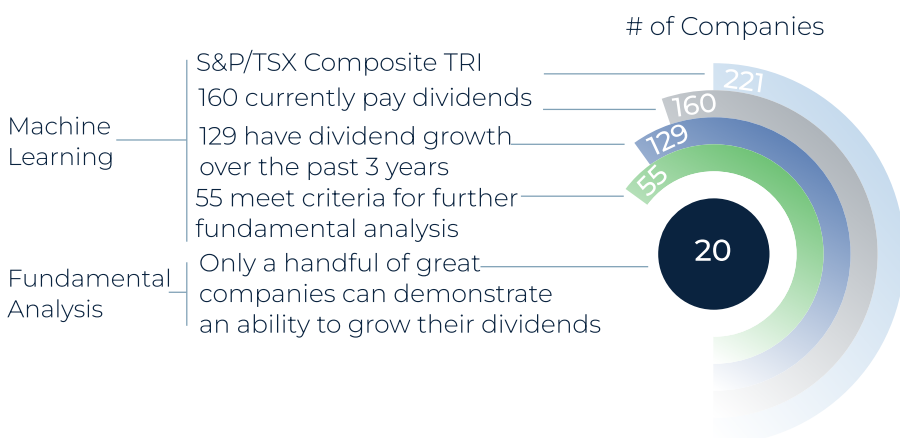 # of Companies
Machine
Learning
S&P/TSX Composite TRI
160 currently pay dividends
129 have dividend growth
over the past 3 years
55 meet criteria for further
fundamental analysis
Fundamental
Analysis
Only a handful of great
companies can demonstrate
an ability to grow their dividends
221
160
129
55
20